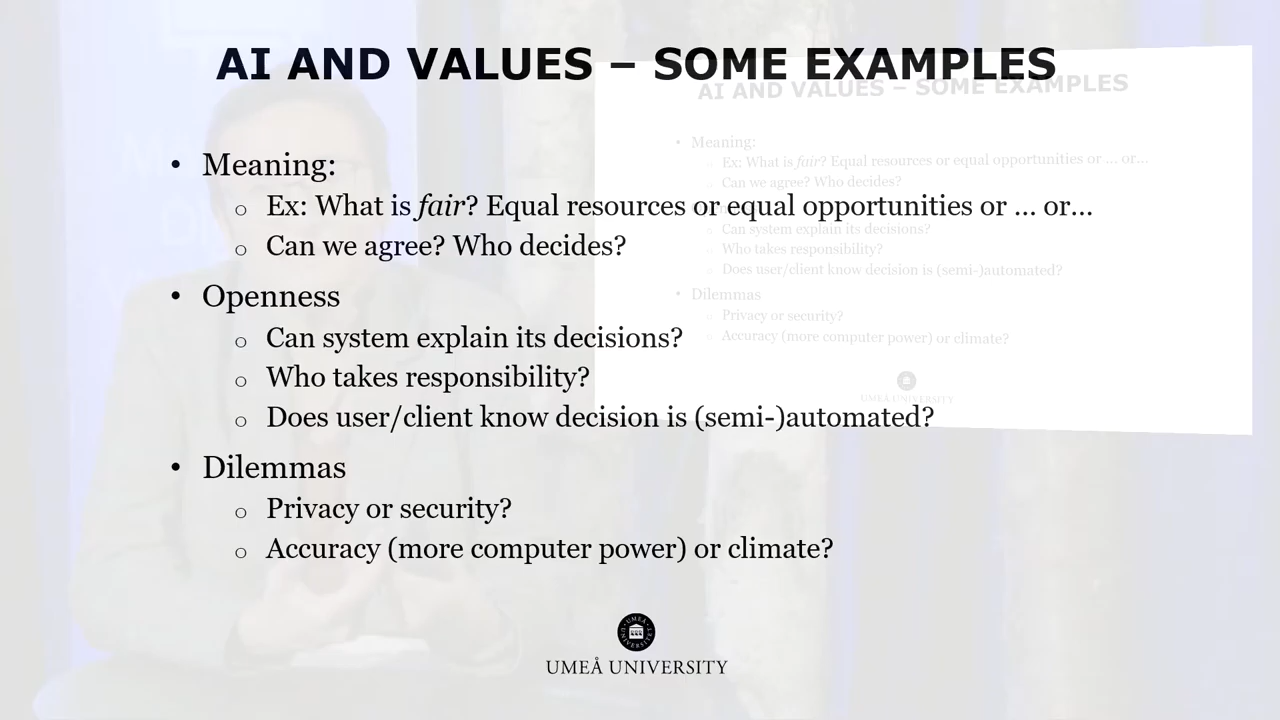 AI AND VALUES – SOME EXAMPLES
• Meaning:
o Ex: What is fair? Equal resources or equal opportunities or ... or...
o Can we agree? Who decides?
• Openness
o Can system explain its decisions?
o Who takes responsibility?
o Does user/client know decision is (semi-)automated?
• Dilemmas
o Privacy or security?
o Accuracy (more computer power) or climate?
UMEÅ UNIVERSITY
AI AND VALUES – SOME EXAMPLES
• Meaning:
o Ex: What is fair? Equal resources or equal opportunities or ... or...
o Can we agree? Who decides?
o Can system explain its decisions?
o Who takes responsibility?
o Does user/client know decision is (semi-)automated?
• Dilemmas
o Privacy or security?
o Accuracy (more computer power) or climate?
UMEÅ UNIVERSITY